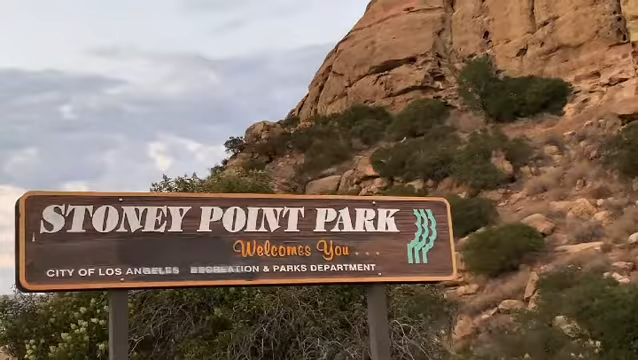 STONEY POINT PARK
Welcomes You...
CITY OF LOS ANGELES RECREATION & PARKS DEPARTMENT